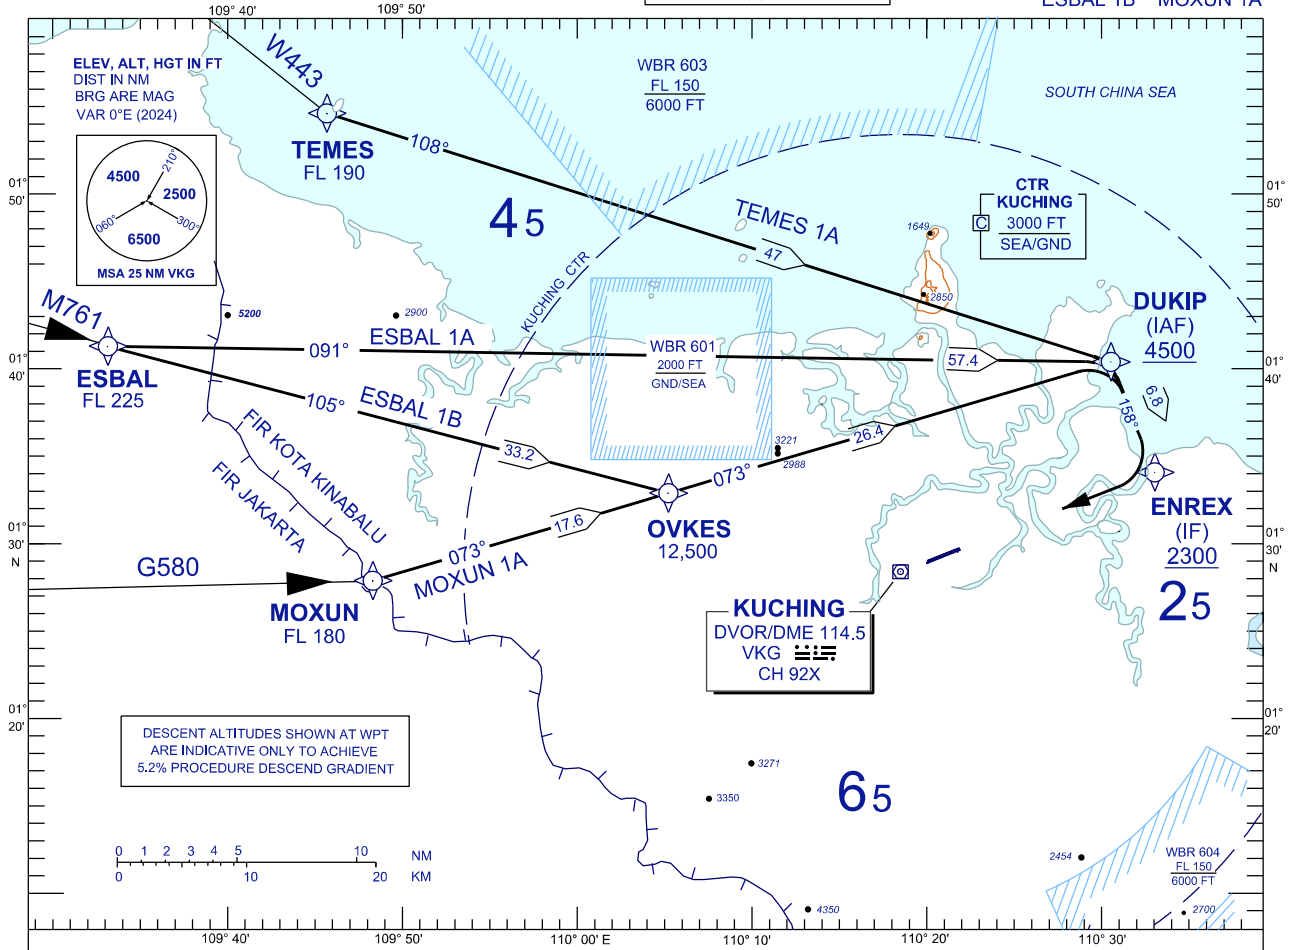 109° 40'
109° 50'
ESBAL 1B MOXUN 1A
ELEV, ALT, HGT IN FT
DIST IN NM
BRG ARE MAG
VAR 0°E (2024)
W443
WBR 603
FL 150
6000 FT
SOUTH CHINA SEA
TEMES
FL 190
108°
4500
210°
2500
060°
300°
6500
MSA 25 NM VKG
01°
50'
01°
50'
45
TEMES 1A
47
1649
CTR
KUCHING
C
3000 FT
SEA/GND
KUCHING CTR
2850
DUKIP
(IAF)
4500
M761
5200
2900
ESBAL 1A
091°
WBR 601
2000 FT
GND/SEA
57.4
01°
40'
01°
40'
ESBAL
FL 225
105°
ESBAL 1B
33.2
6.8
158°
26.4
3221
2988
073°
FIR KOTA KINABALU
FIR JAKARTA
OVKES
12,500
ENREX
(IF)
2300
01°
30'
N
01°
30'
N
17.6
073°
MOXUN 1A
G580
MOXUN
FL 180
25
KUCHING
DVOR/DME 114.5
VKG
CH 92X
01°
20'
01°
20'
DESCENT ALTITUDES SHOWN AT WPT
ARE INDICATIVE ONLY TO ACHIEVE
5.2% PROCEDURE DESCEND GRADIENT
3271
3350
65
0 1 2 3 4 5 10 NM
0 10 20 KM
2454
WBR 604
FL 150
6000 FT
4350
2700
109° 40'
109° 50'
110° 00' E
110° 10'
110° 20'
110° 30'